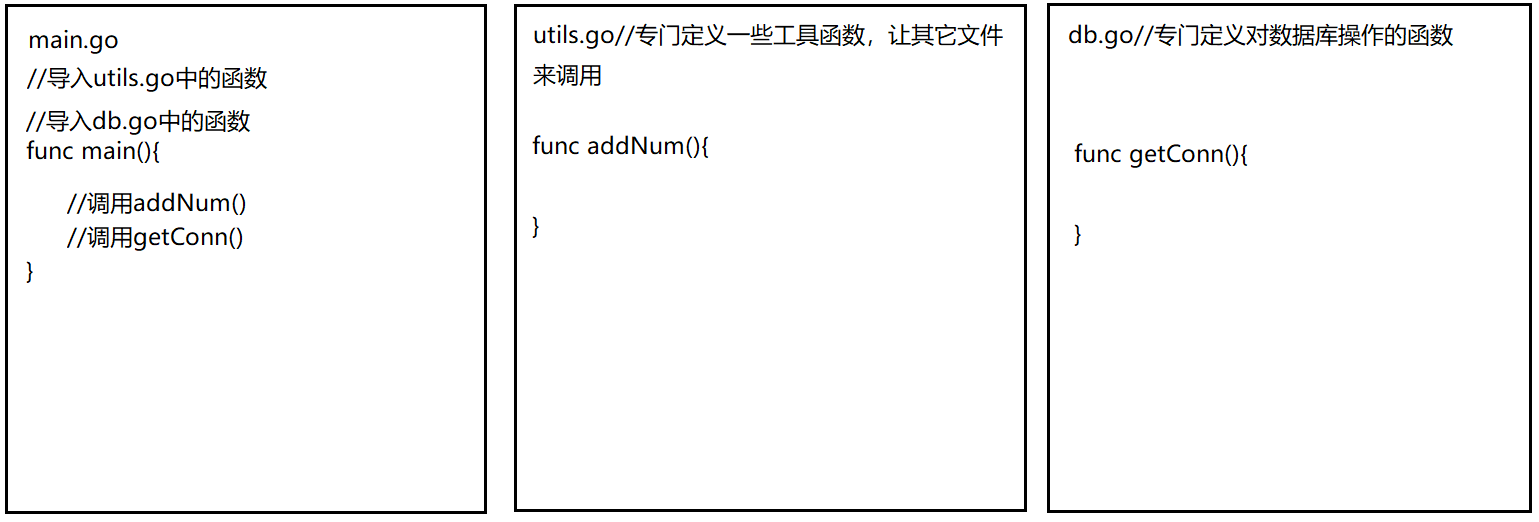 main.go
//导入utils.go中的函数
//导入db.go中的函数
func main(){
//调用addNum()
//调用getConn()
}
utils.go//专门定义一些工具函数，让其它文件
来调用
func addNum(){
}
db.go//专门定义对数据库操作的函数
func getConn(){
}